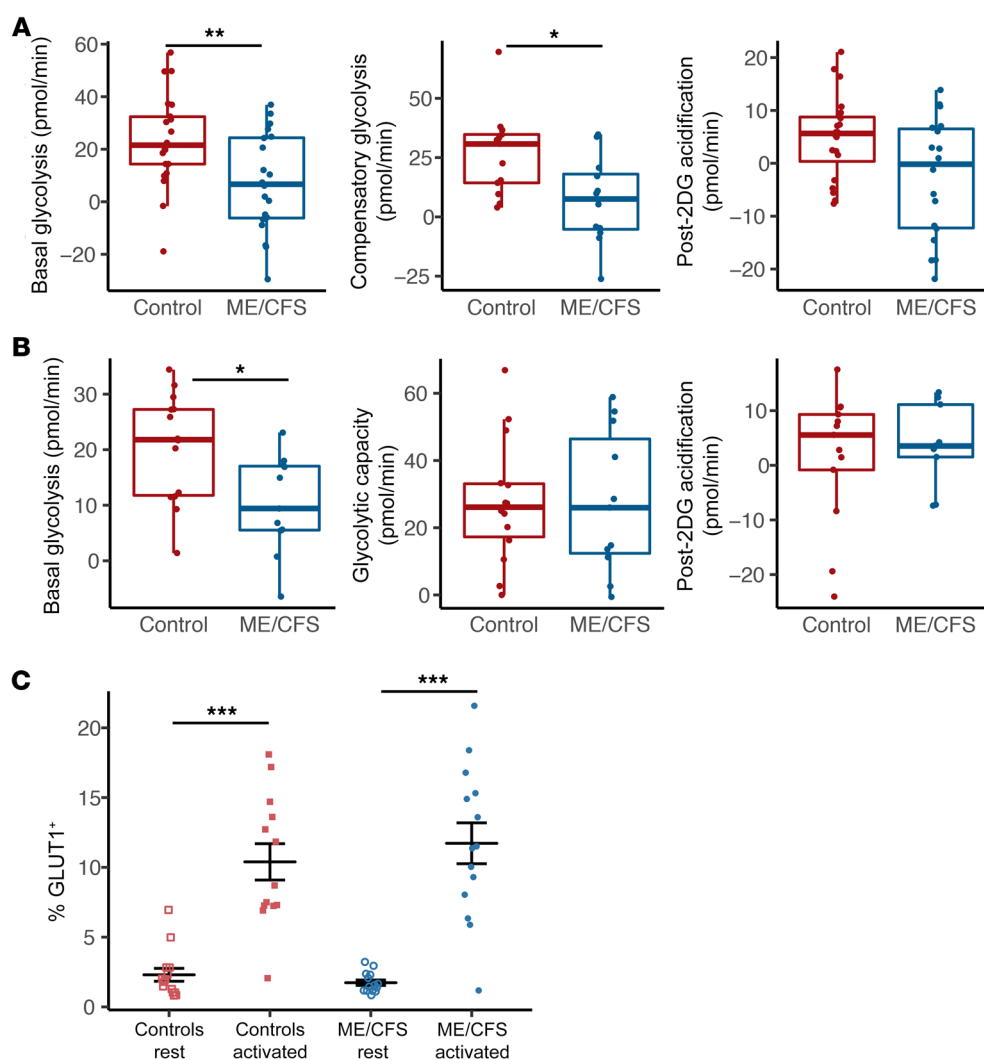 A
Basal glycolysis (pmol/min)
60
40
20
0
−20
**
Control
ME/CFS
Compensatory glycolysis
(pmol/min)
50
25
0
−25
*
Control
ME/CFS
Post-2DG acidification
(pmol/min)
20
10
0
−10
−20
Control
ME/CFS
B
Basal glycolysis (pmol/min)
30
20
10
0
*
Control
ME/CFS
Glycolytic capacity
(pmol/min)
60
40
20
0
Control
ME/CFS
Post-2DG acidification
(pmol/min)
10
0
−10
−20
Control
ME/CFS
C
% GLUT1⁺
20
15
10
5
0
***
***
Controls
rest
Controls
activated
ME/CFS
rest
ME/CFS
activated